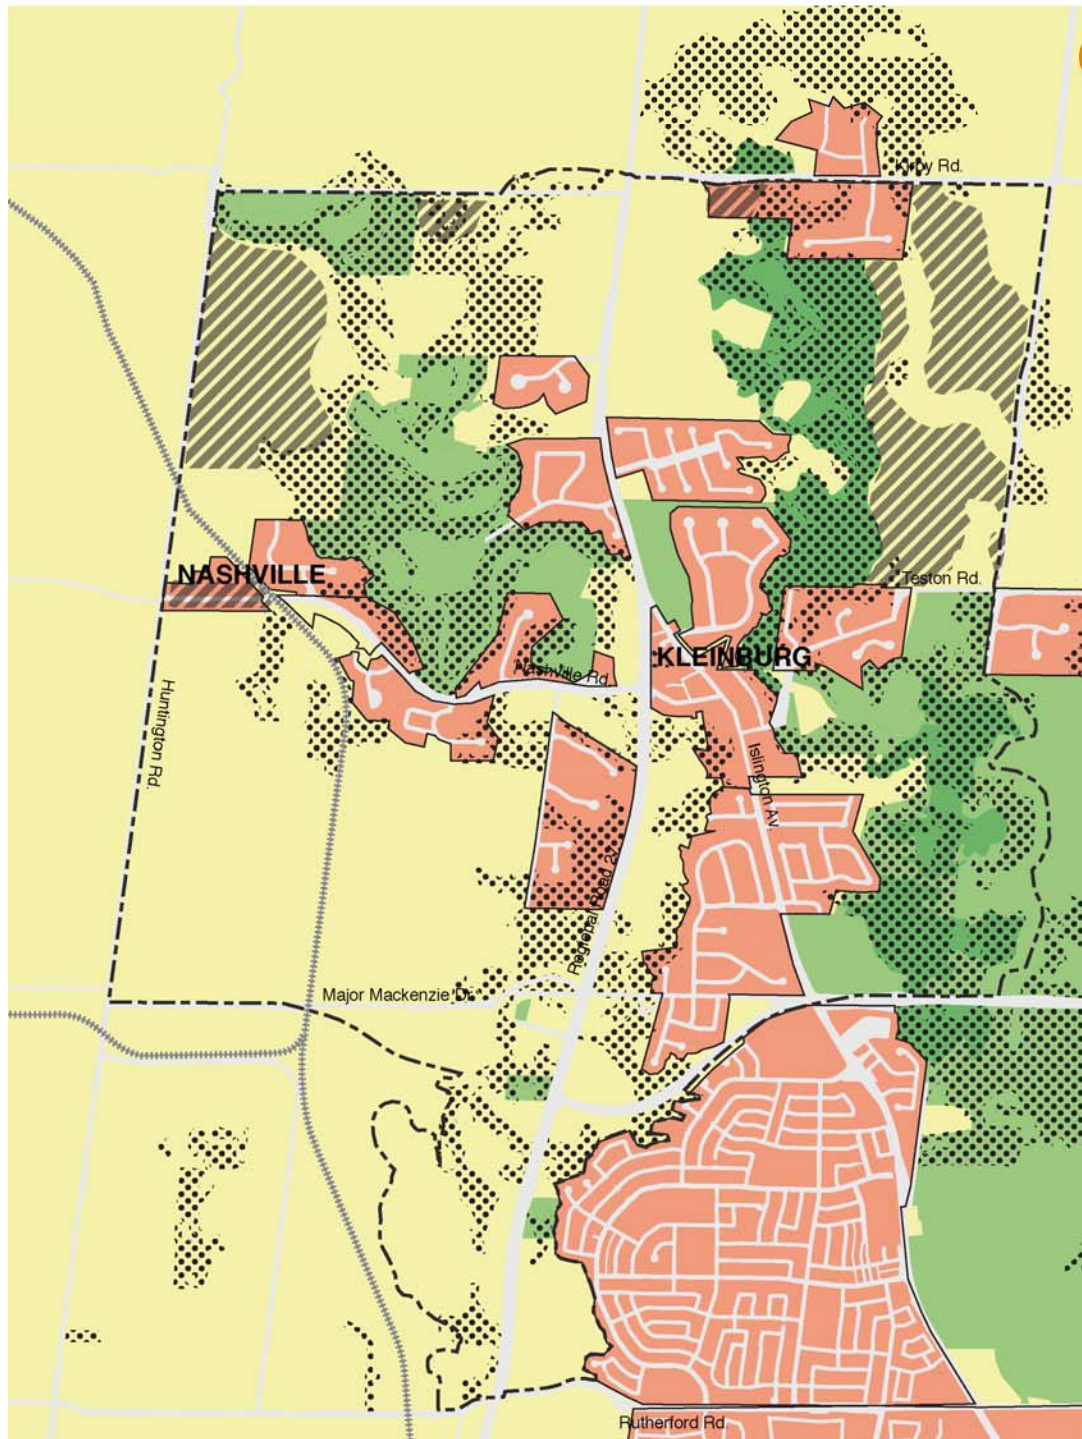 Kirby Rd.
NASHVILLE
Teston Rd.
KLEINBURG
Nashville Rd.
Huntington Rd.
Islington Av.
Regional Road 27
Major Mackenzie Dr.
Rutherford Rd.